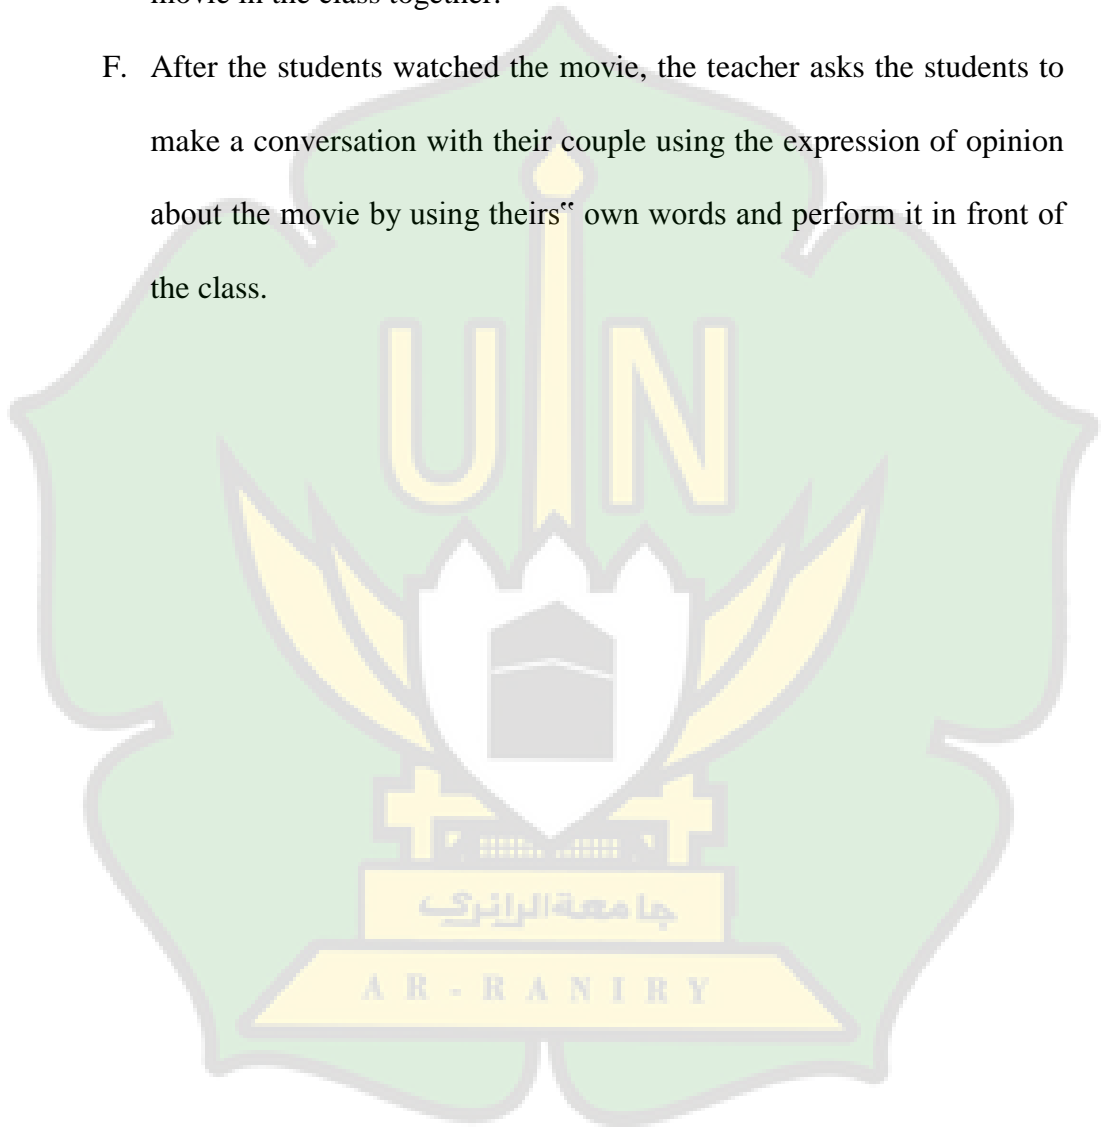 movie in the class together.
F. After the students watched the movie, the teacher asks the students to
make a conversation with their couple using the expression of opinion
about the movie by using theirs‟ own words and perform it in front of
the class.
UIN
جامعةالرانري
AR-RANIRY